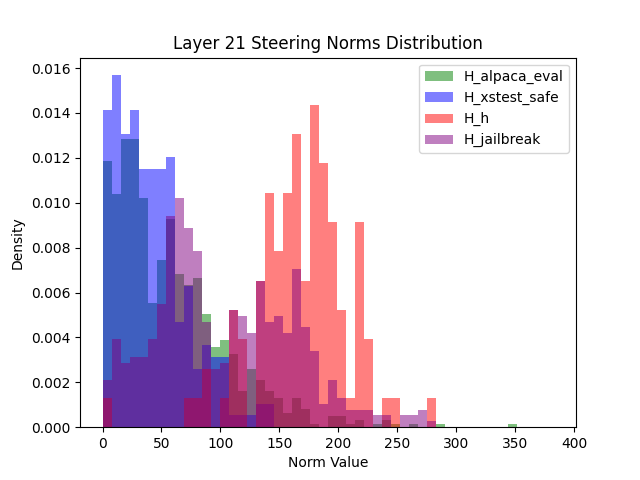 Layer 21 Steering Norms Distribution
H_alpaca_eval
H_xstest_safe
H_h
H_jailbreak
Density
0.016
0.014
0.012
0.010
0.008
0.006
0.004
0.002
0.000
0 50 100 150 200 250 300 350 400
Norm Value